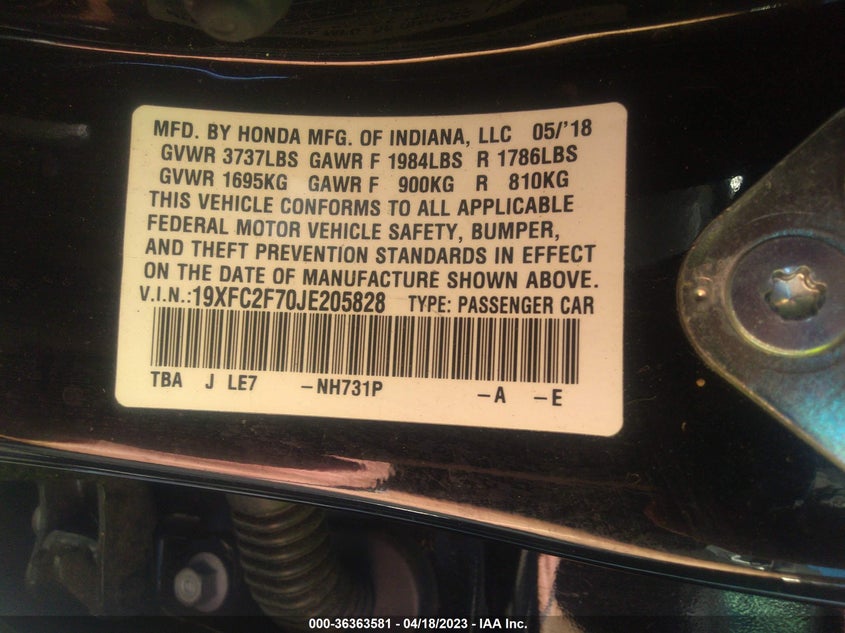 MFD. BY HONDA MFG. OF INDIANA, LLC 05/'18
GVWR 3737LBS GAWR F 1984LBS R 1786LBS
GVWR 1695KG GAWR F 900KG R 810KG
THIS VEHICLE CONFORMS TO ALL APPLICABLE
FEDERAL MOTOR VEHICLE SAFETY, BUMPER,
AND THEFT PREVENTION STANDARDS IN EFFECT
ON THE DATE OF MANUFACTURE SHOWN ABOVE.
V.I.N.:19XFC2F70JE205828 TYPE: PASSENGER CAR
TBA J LE7 -NH731P -A -E
000-36363581 - 04/18/2023 - IAA Inc.